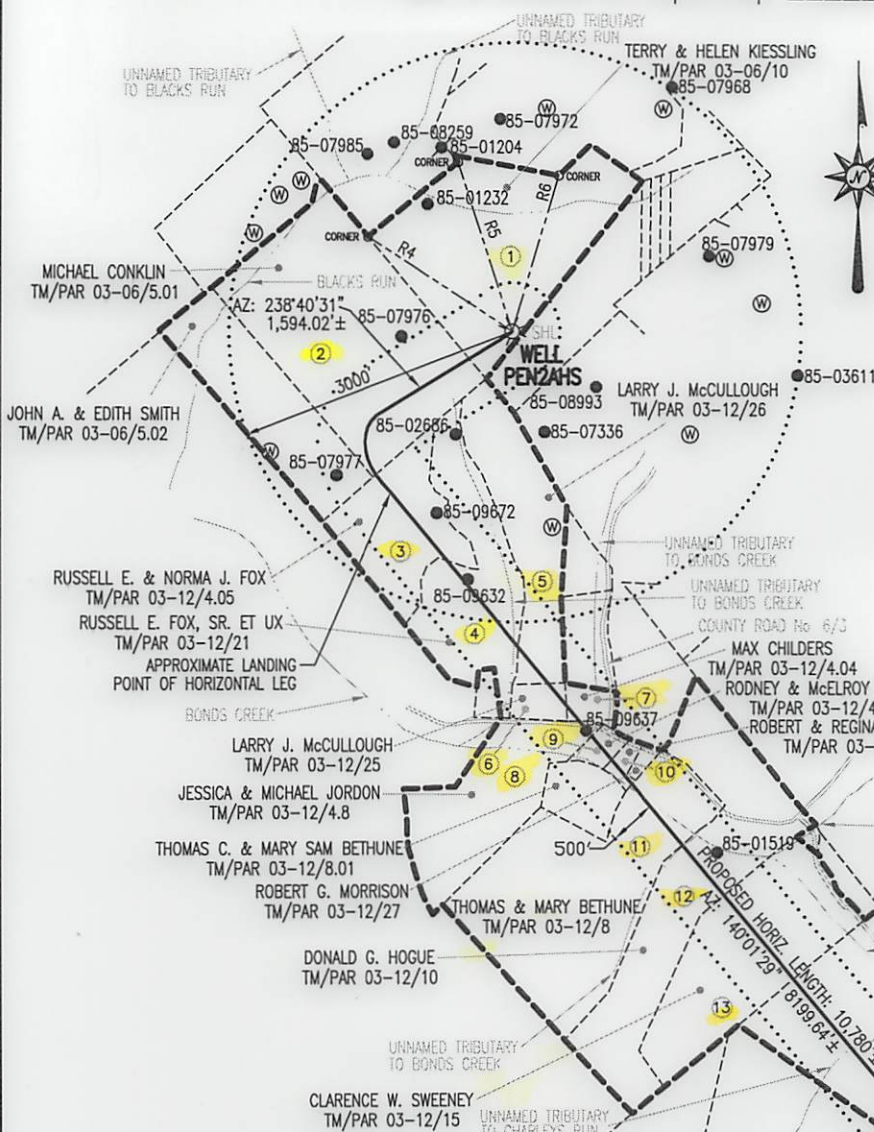 UNNAMED TRIBUTARY
TO BLACKS RUN
UNNAMED TRIBUTARY
TO BLACKS RUN
TERRY & HELEN KIESSLING
TM/PAR 03-06/10
85-07968
W
W
85-07972
85-08259
85-01204
85-07985
CORNER
CORNER
W
W
85-01232
R5
R6
N
CORNER
R4
W
1
85-07979
W
MICHAEL CONKLIN
TM/PAR 03-06/5.01
BLACKS RUN
AZ: 238°40'31"
1,594.02'±
85-07976
W
SHL
WELL
PEN2AHS
2
3000'
85-03611
85-08993
LARRY J. McCULLOUGH
TM/PAR 03-12/26
JOHN A. & EDITH SMITH
TM/PAR 03-06/5.02
85-02686
85-07336
W
W
85-07977
85-09672
W
UNNAMED TRIBUTARY
TO BONDS CREEK
3
RUSSELL E. & NORMA J. FOX
TM/PAR 03-12/4.05
5
85-09632
UNNAMED TRIBUTARY
TO BONDS CREEK
RUSSELL E. FOX, SR. ET UX
TM/PAR 03-12/21
4
COUNTY ROAD No. 6/3
APPROXIMATE LANDING
POINT OF HORIZONTAL LEG
MAX CHILDERS
TM/PAR 03-12/4.04
7
RODNEY & McELROY
TM/PAR 03-12/4
BONDS CREEK
85-09637
ROBERT & REGINA
TM/PAR 03-
LARRY J. McCULLOUGH
TM/PAR 03-12/25
9
6
8
10
JESSICA & MICHAEL JORDON
TM/PAR 03-12/4.8
THOMAS C. & MARY SAM BETHUNE
TM/PAR 03-12/8.01
500'
11
85-01519
ROBERT G. MORRISON
TM/PAR 03-12/27
12
THOMAS & MARY BETHUNE
TM/PAR 03-12/8
PROPOSED HORIZ. LENGTH: 10,780'±
AZ: 140°01'29" 8199.64'±
DONALD G. HOGUE
TM/PAR 03-12/10
13
UNNAMED TRIBUTARY
TO BONDS CREEK
CLARENCE W. SWEENEY
TM/PAR 03-12/15
UNNAMED TRIBUTARY
TO CHARLEYS RUN